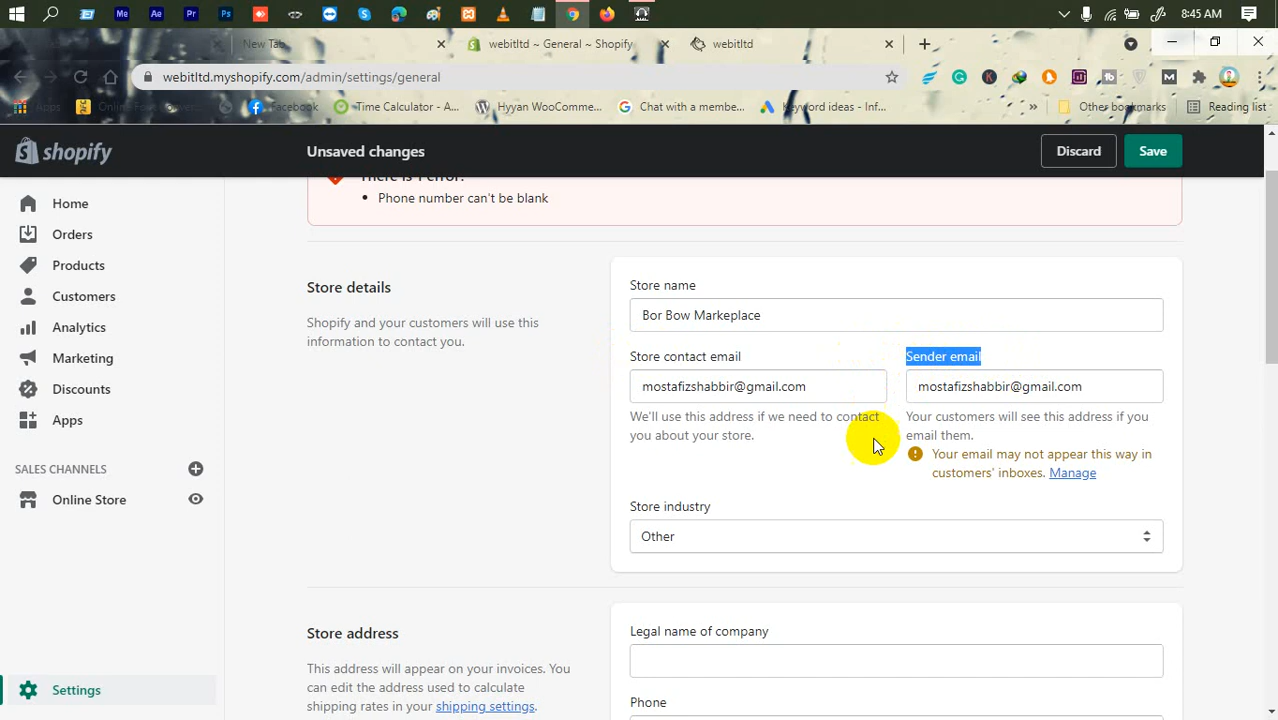 8:45 AM
New Tab
webitltd ~ General ~ Shopify
webitltd
webitltd.myshopify.com/admin/settings/general
Apps
Facebook
Time Calculator - A...
Hyyan WooComme...
Chat with a membe...
Keyword ideas - Inf...
Other bookmarks
Reading list
shopify
Unsaved changes
Discard
Save
There is 1 error:
• Phone number can't be blank
Home
Orders
Products
Customers
Analytics
Marketing
Discounts
Apps
SALES CHANNELS
Online Store
Settings
Store details
Shopify and your customers will use this
information to contact you.
Store name
Bor Bow Markeplace
Store contact email
mostafizshabbir@gmail.com
We'll use this address if we need to contact
you about your store.
Sender email
mostafizshabbir@gmail.com
Your customers will see this address if you
email them.
Your email may not appear this way in
customers' inboxes. Manage
Store industry
Other
Store address
This address will appear on your invoices. You
can edit the address used to calculate
shipping rates in your shipping settings.
Legal name of company
Phone